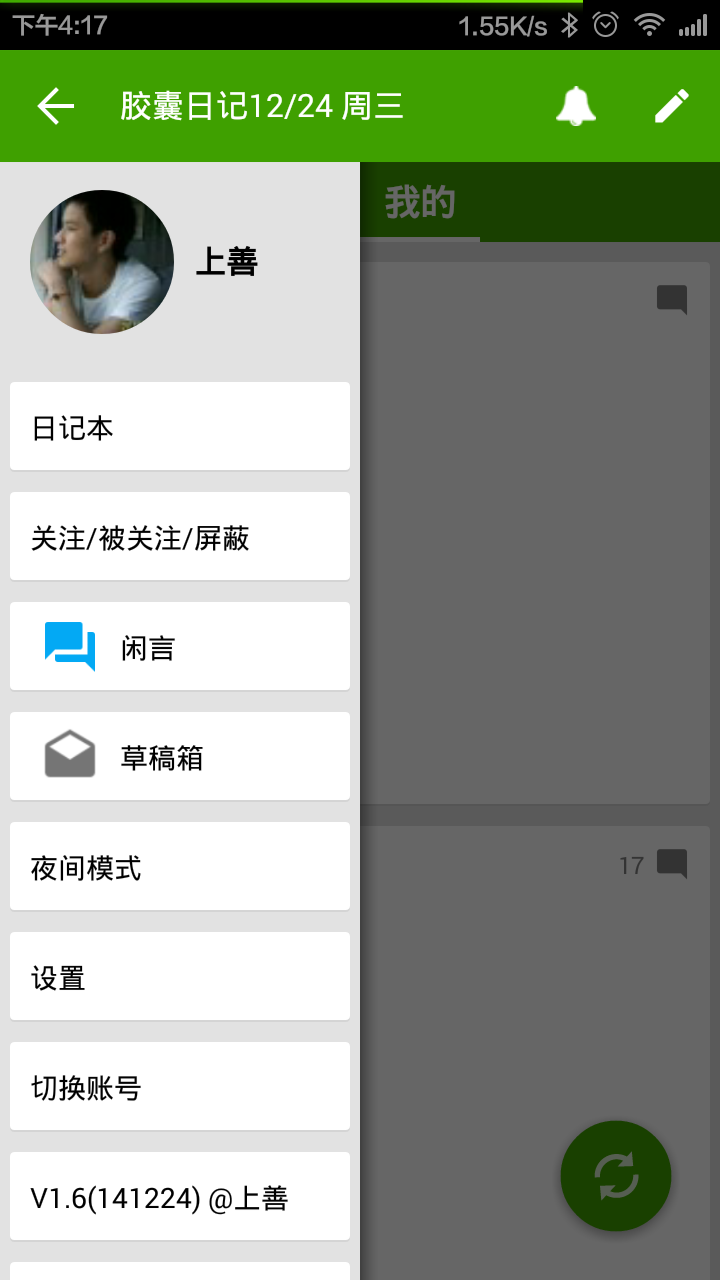 下午4:17
1.55K/s
胶囊日记12/24 周三
我的
上善
日记本
关注/被关注/屏蔽
闲言
草稿箱
夜间模式
17
设置
切换账号
V1.6(141224) @上善